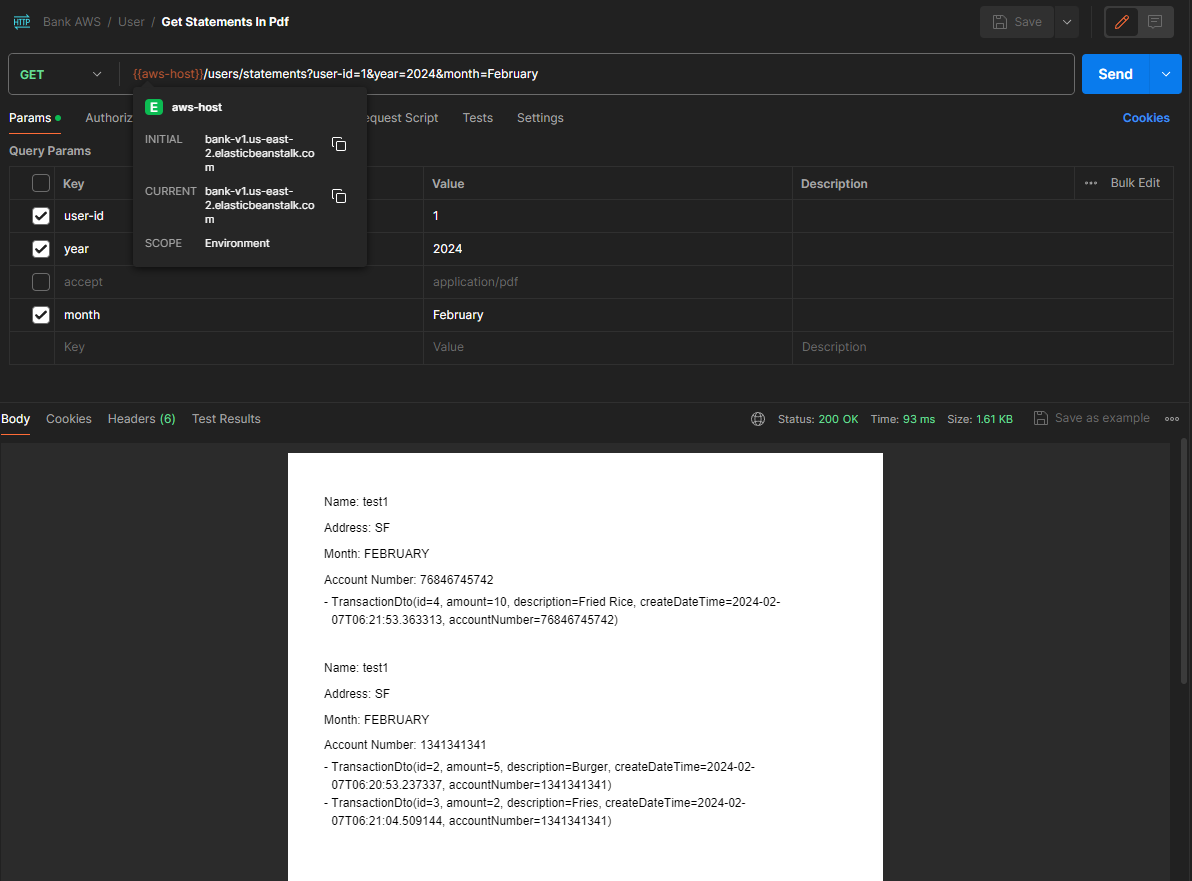 HTTP Bank AWS / User / Get Statements In Pdf Save
GET {{aws-host}}/users/statements?user-id=1&year=2024&month=February Send
E aws-host
Params Authoriz equest Script Tests Settings Cookies
INITIAL bank-v1.us-east-
2.elasticbeanstalk.co
m
Query Params
Key Value Description Bulk Edit
CURRENT bank-v1.us-east-
2.elasticbeanstalk.co
m
SCOPE Environment
user-id 1
year 2024
accept application/pdf
month February
Key Value Description
Body Cookies Headers (6) Test Results Status: 200 OK Time: 93 ms Size: 1.61 KB Save as example
Name: test1
Address: SF
Month: FEBRUARY
Account Number: 76846745742
- TransactionDto(id=4, amount=10, description=Fried Rice, createDateTime=2024-02-
07T06:21:53.363313, accountNumber=76846745742)
Name: test1
Address: SF
Month: FEBRUARY
Account Number: 1341341341
- TransactionDto(id=2, amount=5, description=Burger, createDateTime=2024-02-
07T06:20:53.237337, accountNumber=1341341341)
- TransactionDto(id=3, amount=2, description=Fries, createDateTime=2024-02-
07T06:21:04.509144, accountNumber=1341341341)